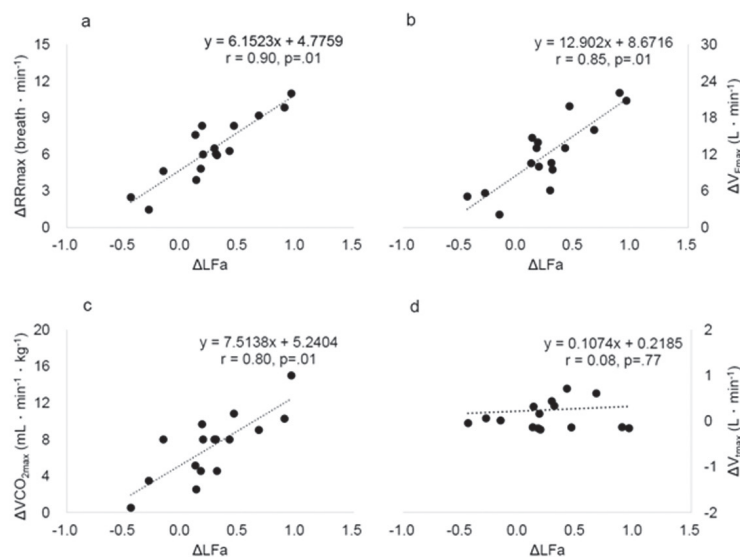 a
y = 6.1523x + 4.7759
r = 0.90, p=.01
15
12
9
6
3
0
ΔRRmax (breath · min⁻¹)
-1.0 -0.5 0.0 0.5 1.0 1.5
ΔLFa
b
y = 12.902x + 8.6716
r = 0.85, p=.01
30
24
18
12
6
0
ΔV_Emax (L · min⁻¹)
-1.0 -0.5 0.0 0.5 1.0 1.5
ΔLFa
c
y = 7.5138x + 5.2404
r = 0.80, p=.01
20
16
12
8
4
0
ΔVCO₂max (mL · min⁻¹ · kg⁻¹)
-1.0 -0.5 0.0 0.5 1.0 1.5
ΔLFa
d
y = 0.1074x + 0.2185
r = 0.08, p=.77
2
1
0
-1
-2
ΔV_tmax (L · min⁻¹)
-1.0 -0.5 0.0 0.5 1.0 1.5
ΔLFa